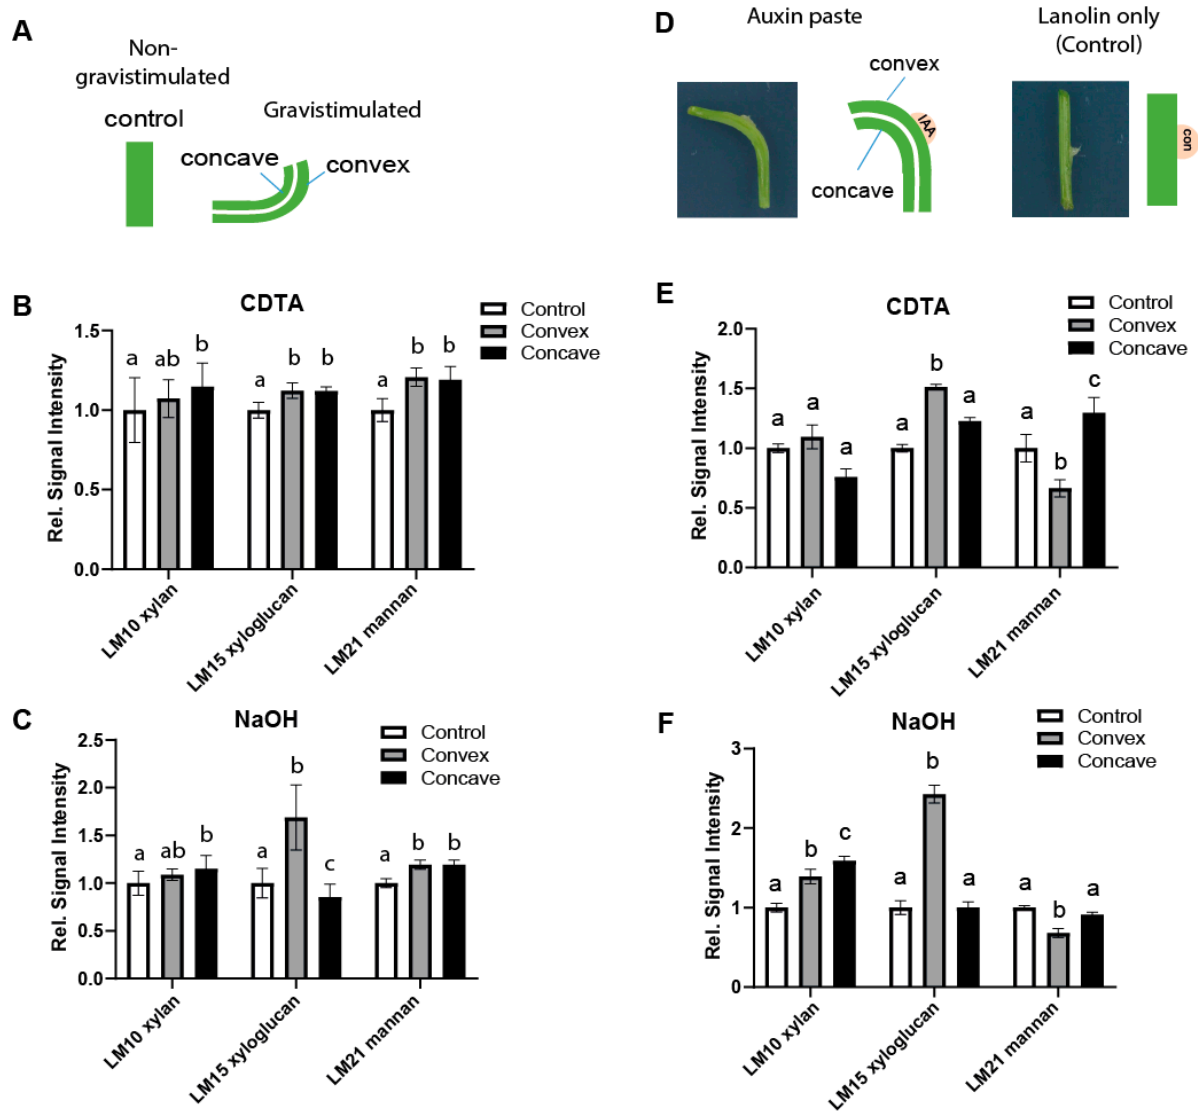 A
Non-
gravistimulated
control
Gravistimulated
concave
convex
D
Auxin paste
convex
IAA
concave
Lanolin only
(Control)
con
B
CDTA
Control
Convex
Concave
Rel. Signal Intensity
1.5
1.0
0.5
0.0
a ab b
a b b
a b b
LM10 xylan
LM15 xyloglucan
LM21 mannan
E
CDTA
Control
Convex
Concave
Rel. Signal Intensity
2.0
1.5
1.0
0.5
0.0
a a a
a b a
a b c
LM10 xylan
LM15 xyloglucan
LM21 mannan
C
NaOH
Control
Convex
Concave
Rel. Signal Intensity
2.5
2.0
1.5
1.0
0.5
0.0
a ab b
a b c
a b b
LM10 xylan
LM15 xyloglucan
LM21 mannan
F
NaOH
Control
Convex
Concave
Rel. Signal Intensity
3
2
1
0
a b c
a b a
a b a
LM10 xylan
LM15 xyloglucan
LM21 mannan